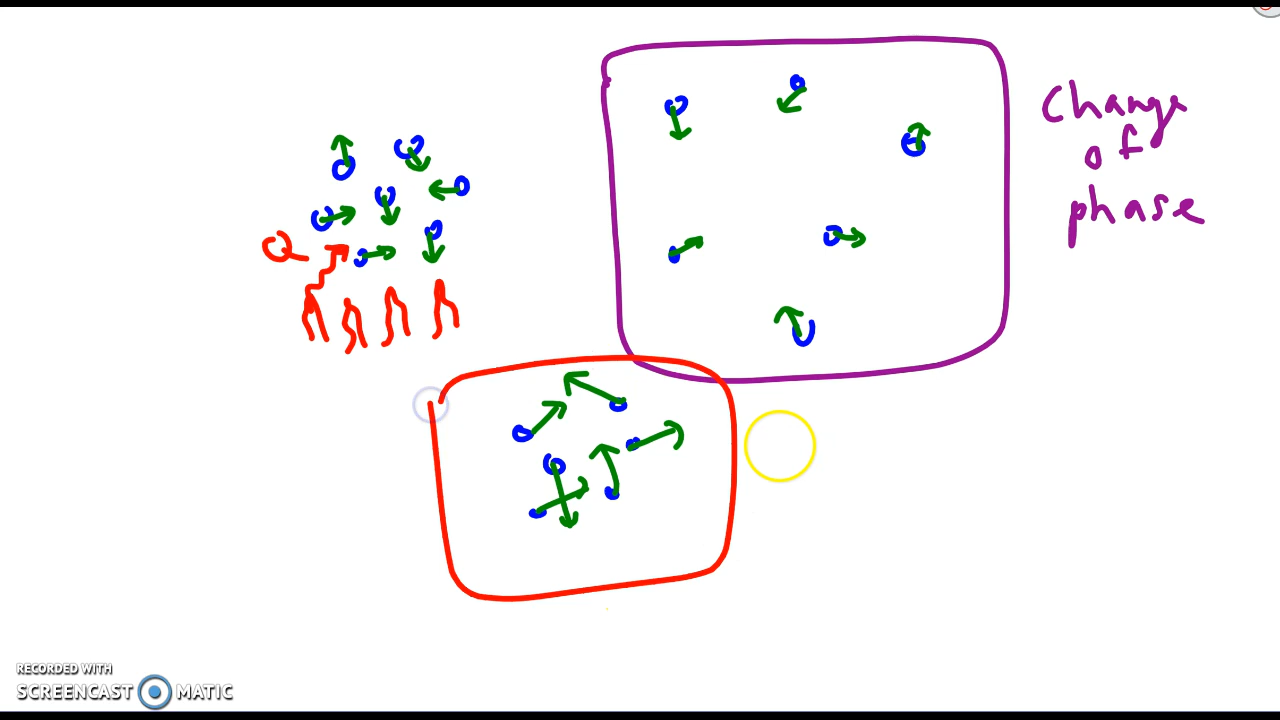 Change
of
phase
Q
RECORDED WITH
SCREENCAST MATIC